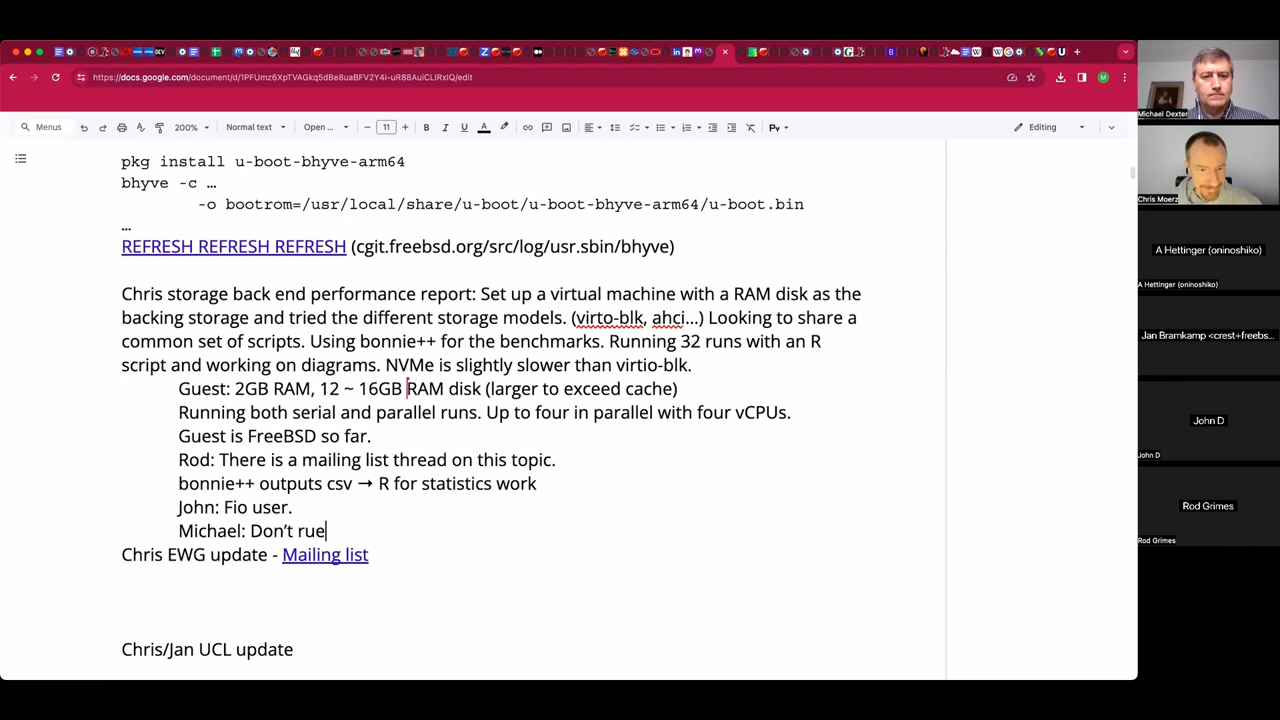 https://docs.google.com/document/d/1PFUmz6XpTVAGkq5dBe8uaBFV2Y4i-uR88AuiCLIRxIQ/edit
M
Menus
200%
Normal text
Open ...
11
Editing
pkg install u-boot-bhyve-arm64
bhyve -c …
-o bootrom=/usr/local/share/u-boot/u-boot-bhyve-arm64/u-boot.bin
…
REFRESH REFRESH REFRESH (cgit.freebsd.org/src/log/usr.sbin/bhyve)
Chris storage back end performance report: Set up a virtual machine with a RAM disk as the
backing storage and tried the different storage models. (virto-blk, ahci…) Looking to share a
common set of scripts. Using bonnie++ for the benchmarks. Running 32 runs with an R
script and working on diagrams. NVMe is slightly slower than virtio-blk.
Guest: 2GB RAM, 12 ~ 16GB RAM disk (larger to exceed cache)
Running both serial and parallel runs. Up to four in parallel with four vCPUs.
Guest is FreeBSD so far.
Rod: There is a mailing list thread on this topic.
bonnie++ outputs csv → R for statistics work
John: Fio user.
Michael: Don’t rue
Chris EWG update - Mailing list
Chris/Jan UCL update
Michael Dexter
Chris Moerz
A Hettinger (oninoshiko)
A Hettinger (oninoshiko)
Jan Bramkamp <crest+freebs...
John D
John D
Rod Grimes
Rod Grimes